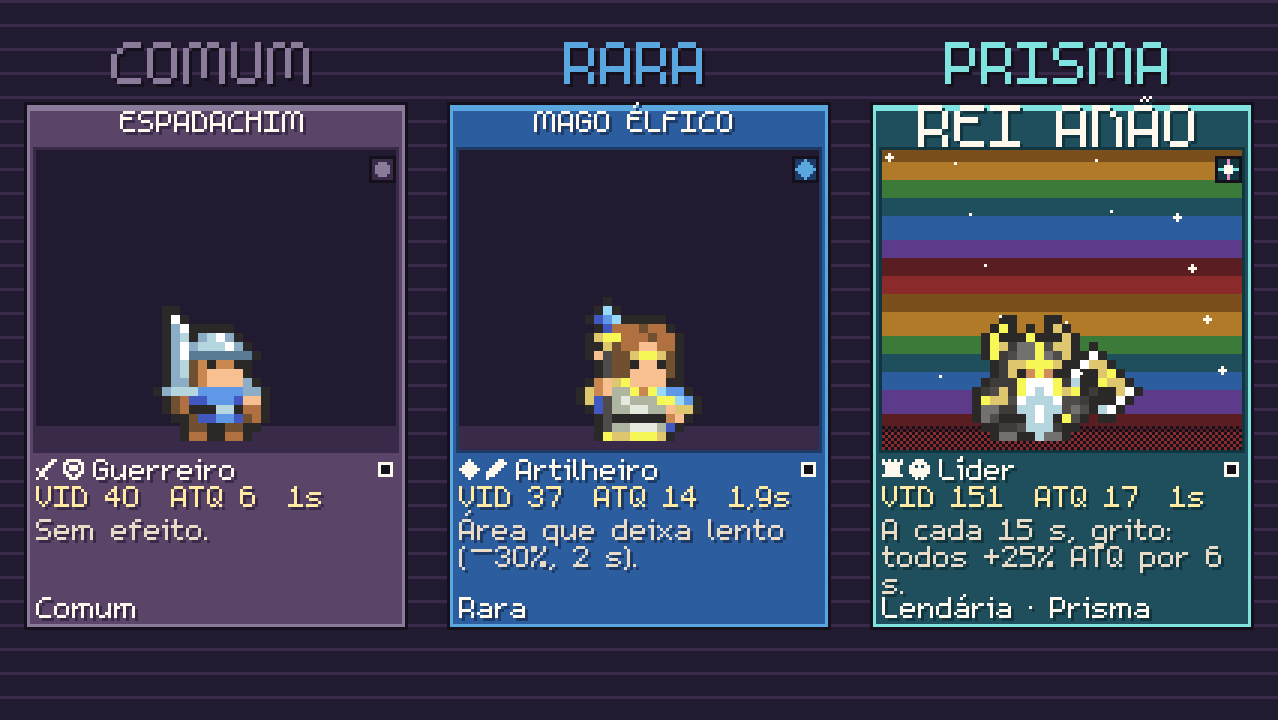 COMUM
RARA
PRISMA
ESPADACHIM
Guerreiro
VID 40 ATQ 6 1s
Sem efeito.
Comum
MAGO ÉLFICO
Artilheiro
VID 37 ATQ 14 1,9s
Área que deixa lento
(−30%, 2 s).
Rara
REI ANÃO
Líder
VID 151 ATQ 17 1s
A cada 15 s, grito:
todos +25% ATQ por 6
s.
Lendária · Prisma